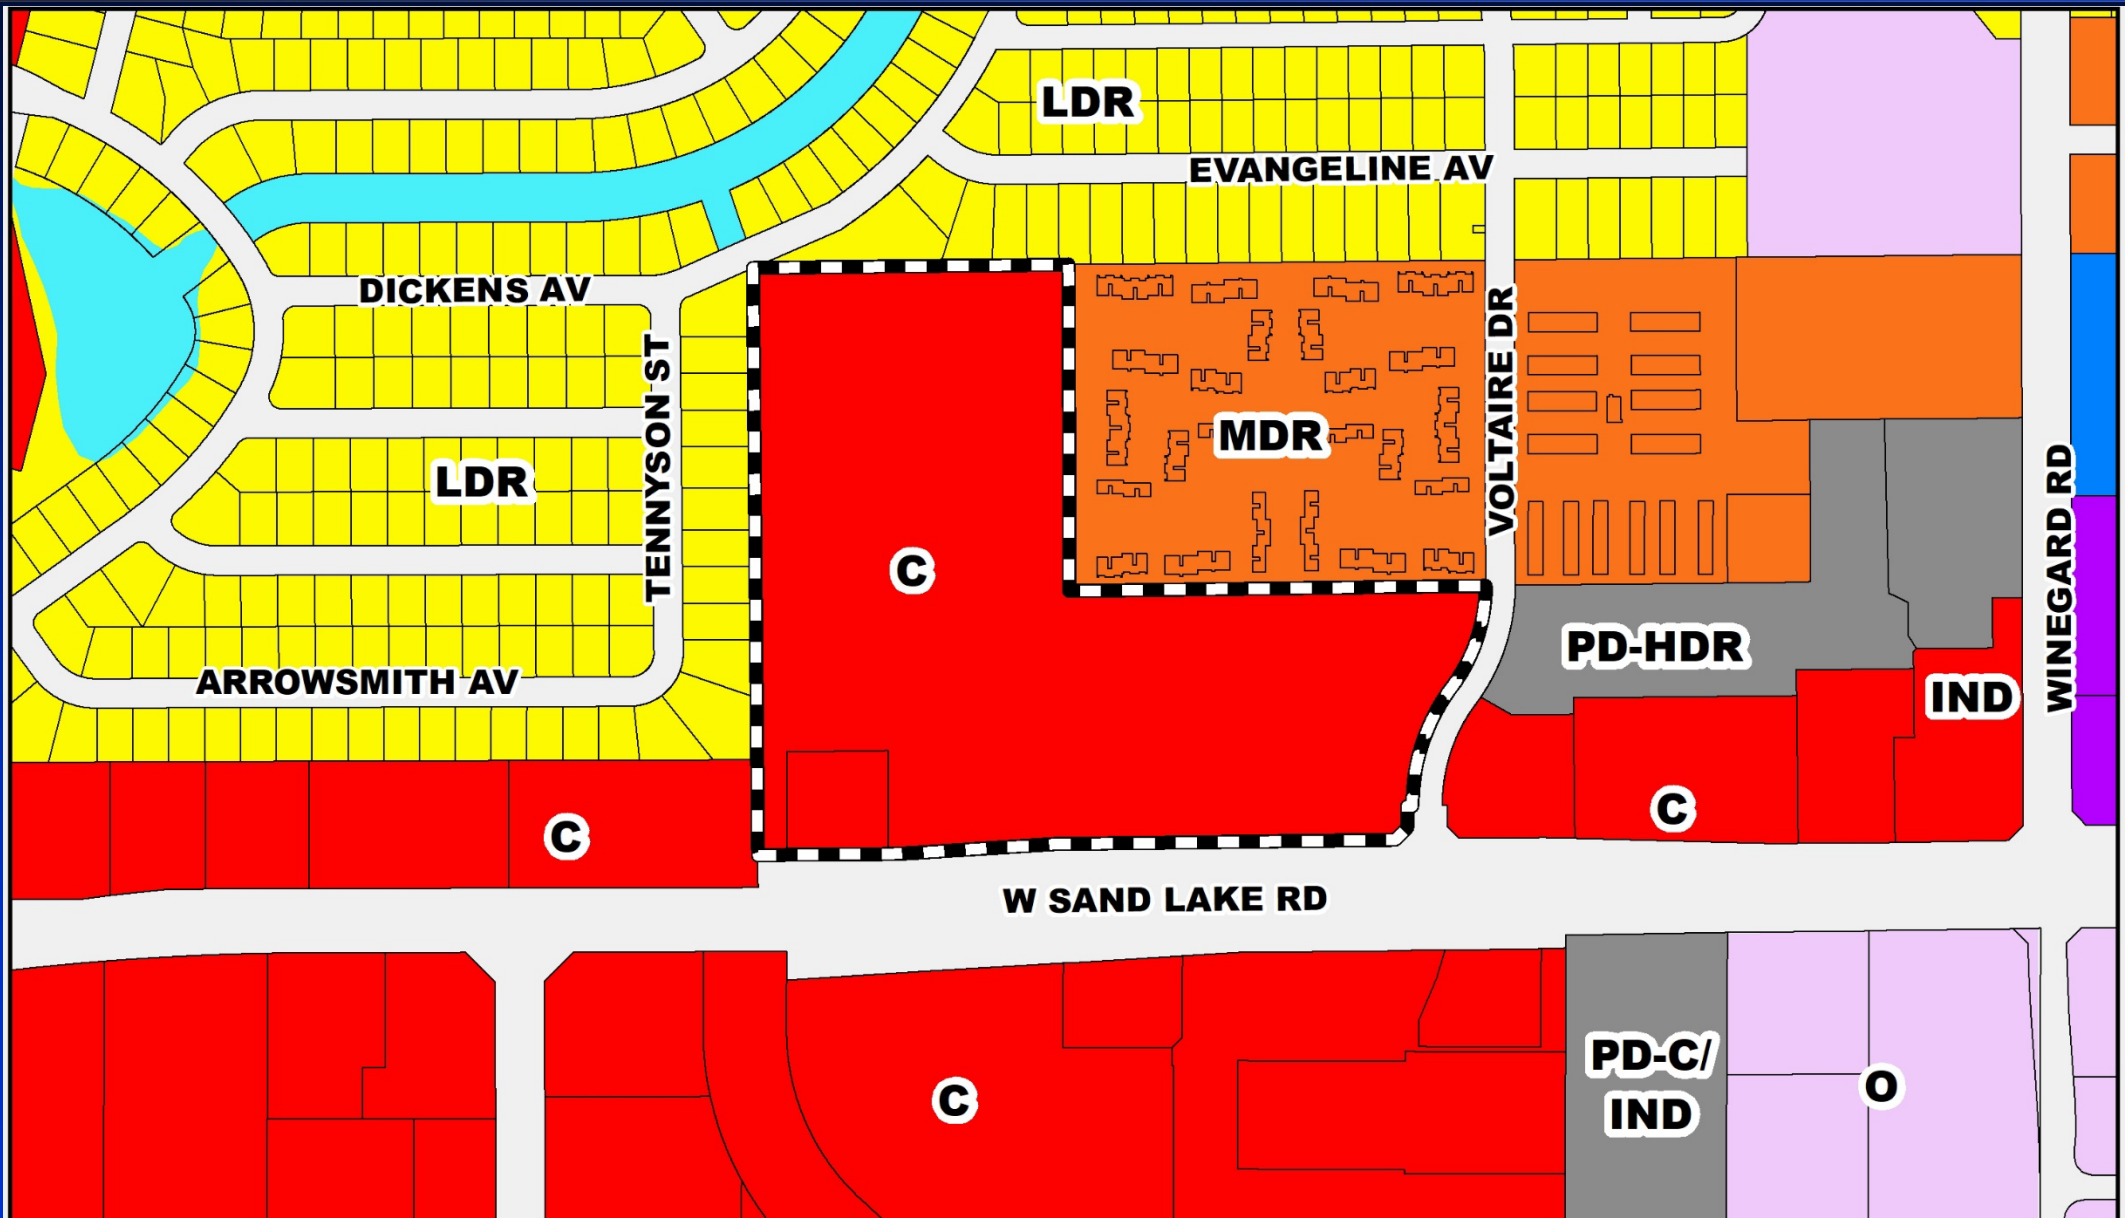 LDR
EVANGELINE AV
DICKENS AV
VOLTAIRE DR
TENNYSON ST
MDR
LDR
WINEGARD RD
C
PD-HDR
ARROWSMITH AV
IND
C
C
W SAND LAKE RD
PD-C/
IND
O
C